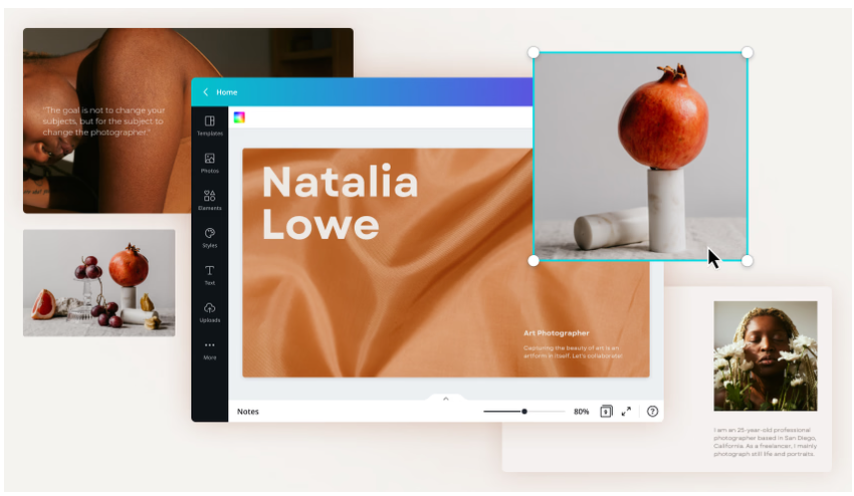 "The goal is not to change your
subjects, but for the subject to
change the photographer."
Home
Templates
Photos
Elements
Styles
Text
Uploads
More
Natalia
Lowe
Art Photographer
Capturing the beauty of art is an
artform in itself. Let's collaborate!
Notes
80%
9
?
I am an 25-year-old professional
photographer based in San Diego,
California. As a freelancer, I mainly
photograph still life and portraits.